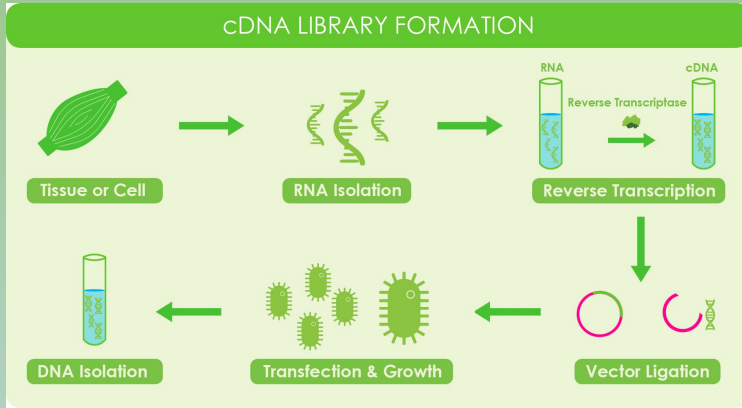 cDNA LIBRARY FORMATION
RNA
cDNA
Reverse Transcriptase
Tissue or Cell
RNA Isolation
Reverse Transcription
DNA Isolation
Transfection & Growth
Vector Ligation